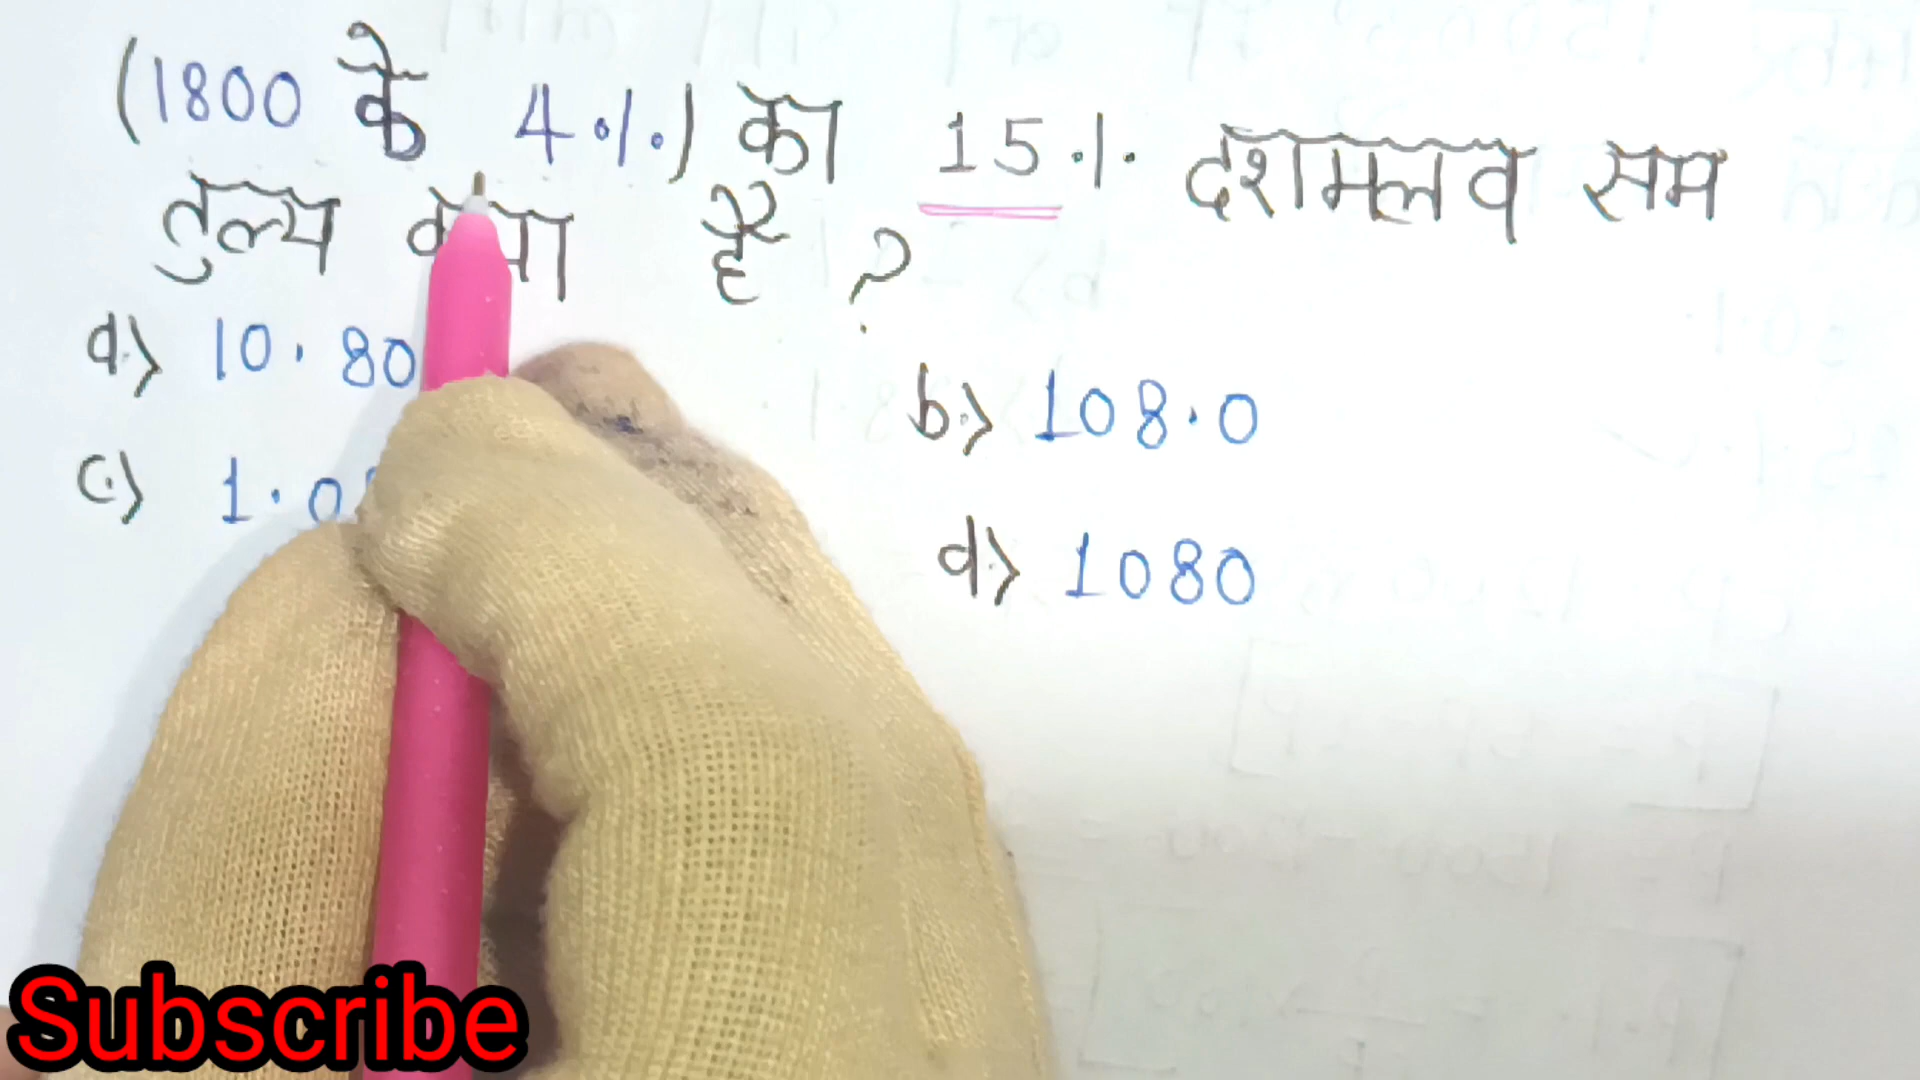 (1800 के 4%) का 15% दशमलव सम
तुल्य क्या है ?
a) 10.80
b) 108.0
c) 1.0
d) 1080
Subscribe